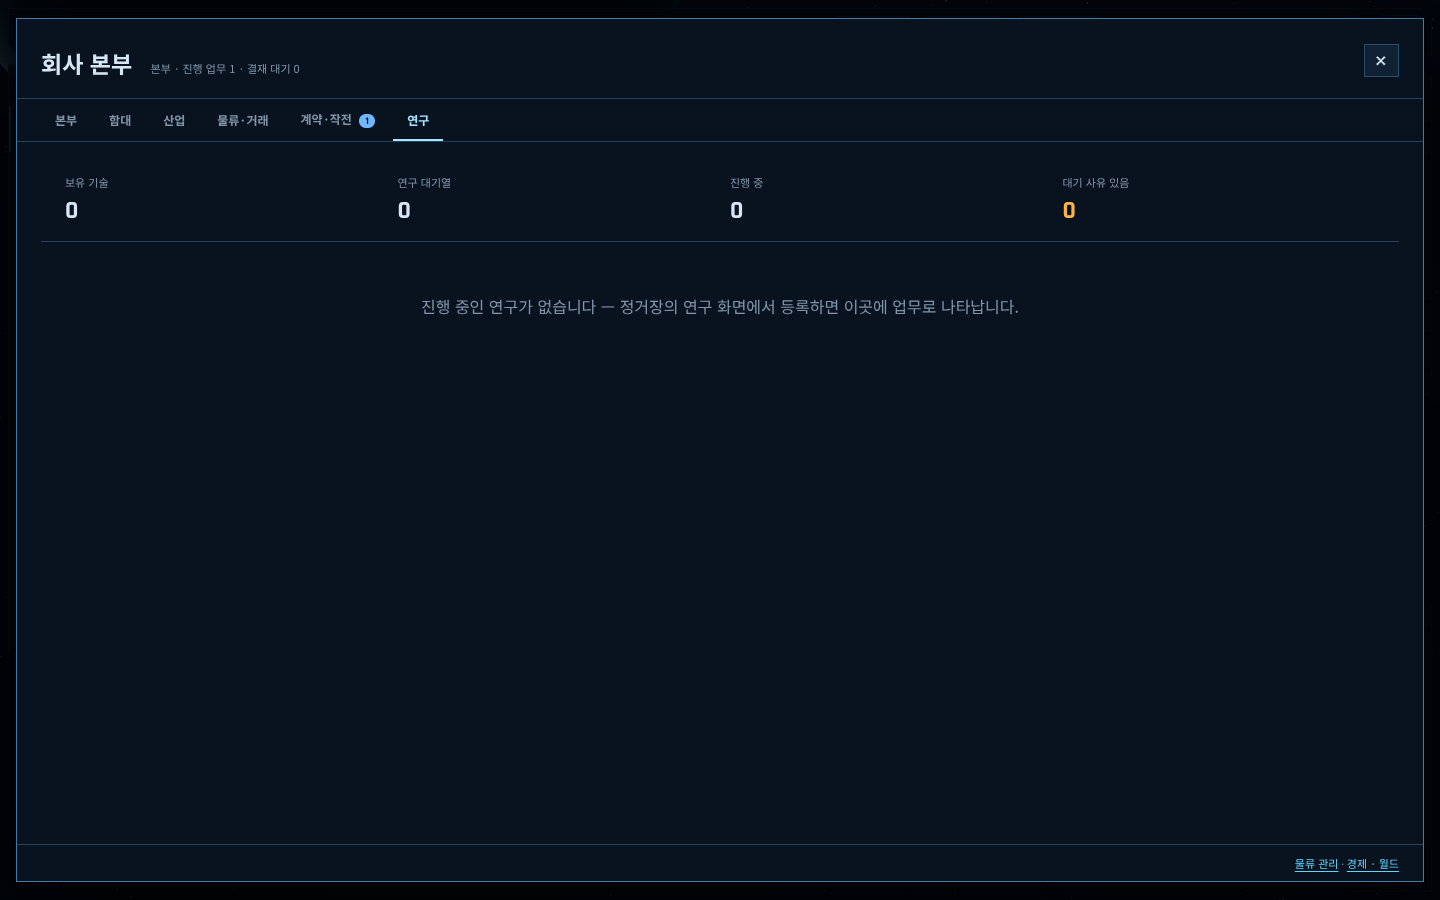 회사 본부 본부 · 진행 업무 1 · 결재 대기 0 ×
본부 함대 산업 물류·거래 계약·작전 1 연구
보유 기술 연구 대기열 진행 중 대기 사유 있음
0 0 0 0
진행 중인 연구가 없습니다 — 정거장의 연구 화면에서 등록하면 이곳에 업무로 나타납니다.
물류 관리 · 경제 · 월드